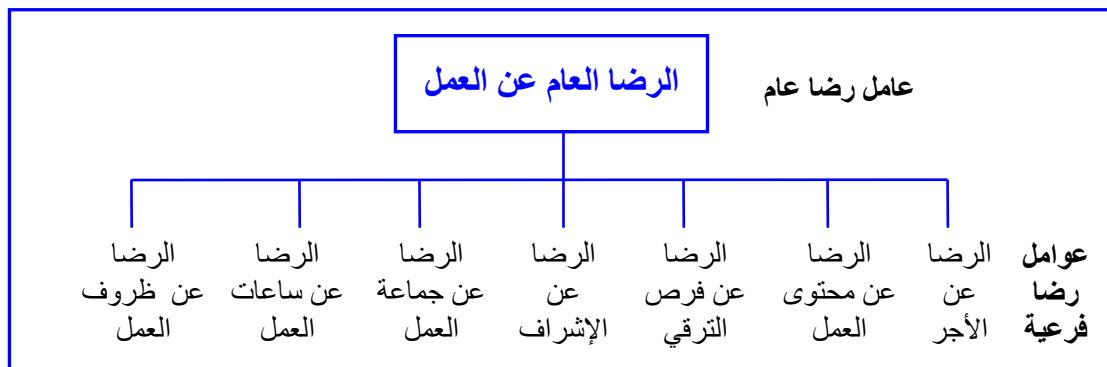 عامل رضا عام
الرضا العام عن العمل
عوامل
رضا
فرعية
الرضا
عن
الأجر
الرضا
عن محتوى
العمل
الرضا
عن فرص
الترقي
الرضا
عن
الإشراف
الرضا
عن جماعة
العمل
الرضا
عن ساعات
العمل
الرضا
عن ظروف
العمل